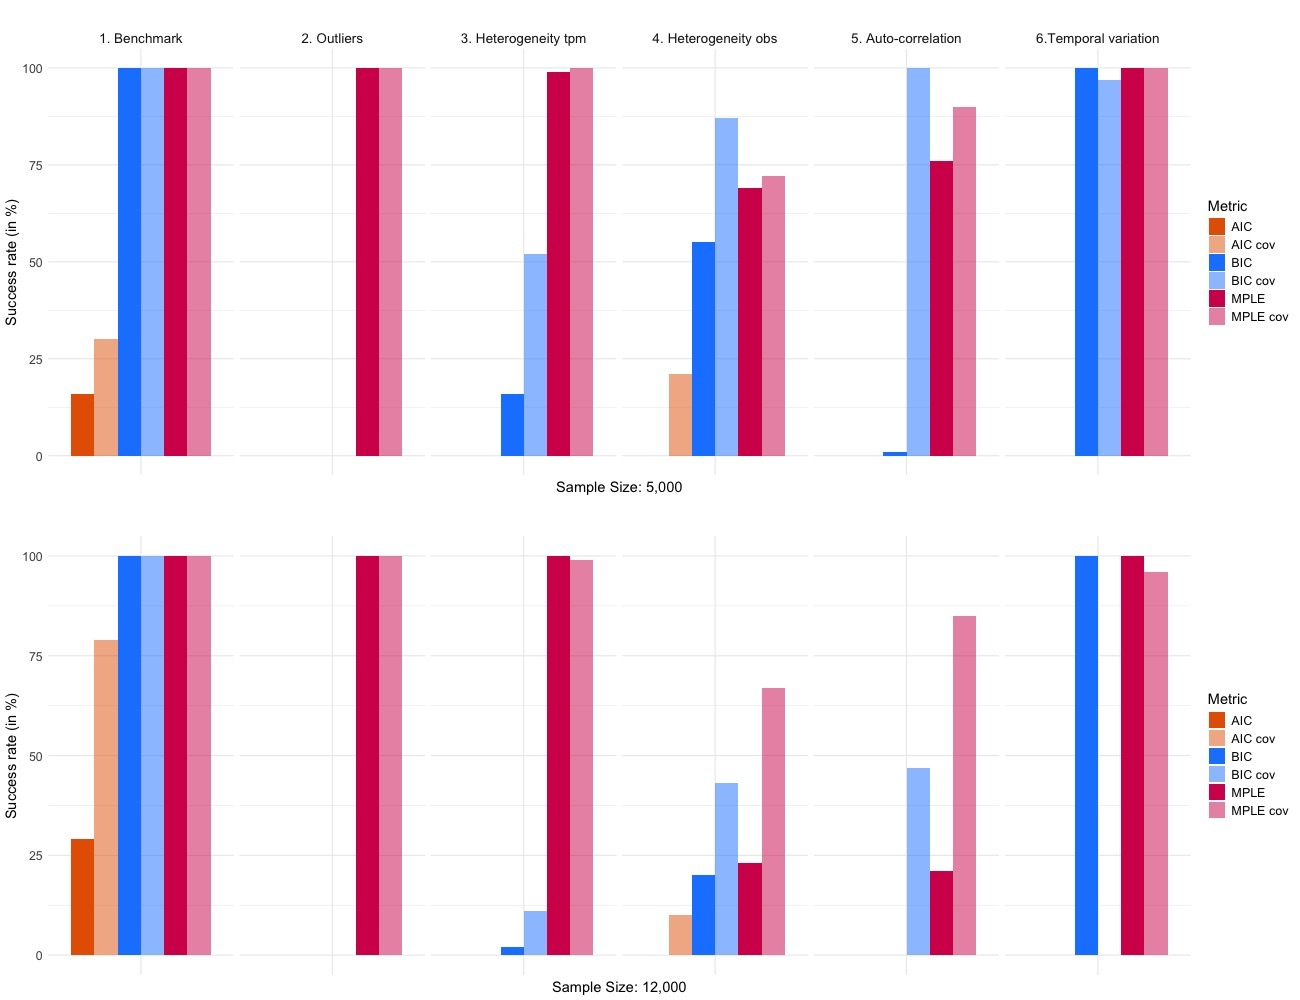 1. Benchmark
2. Outliers
3. Heterogeneity tpm
4. Heterogeneity obs
5. Auto-correlation
6.Temporal variation
100
75
50
25
0
Success rate (in %)
Sample Size: 5,000
Metric
AIC
AIC cov
BIC
BIC cov
MPLE
MPLE cov
100
75
50
25
0
Success rate (in %)
Sample Size: 12,000
Metric
AIC
AIC cov
BIC
BIC cov
MPLE
MPLE cov